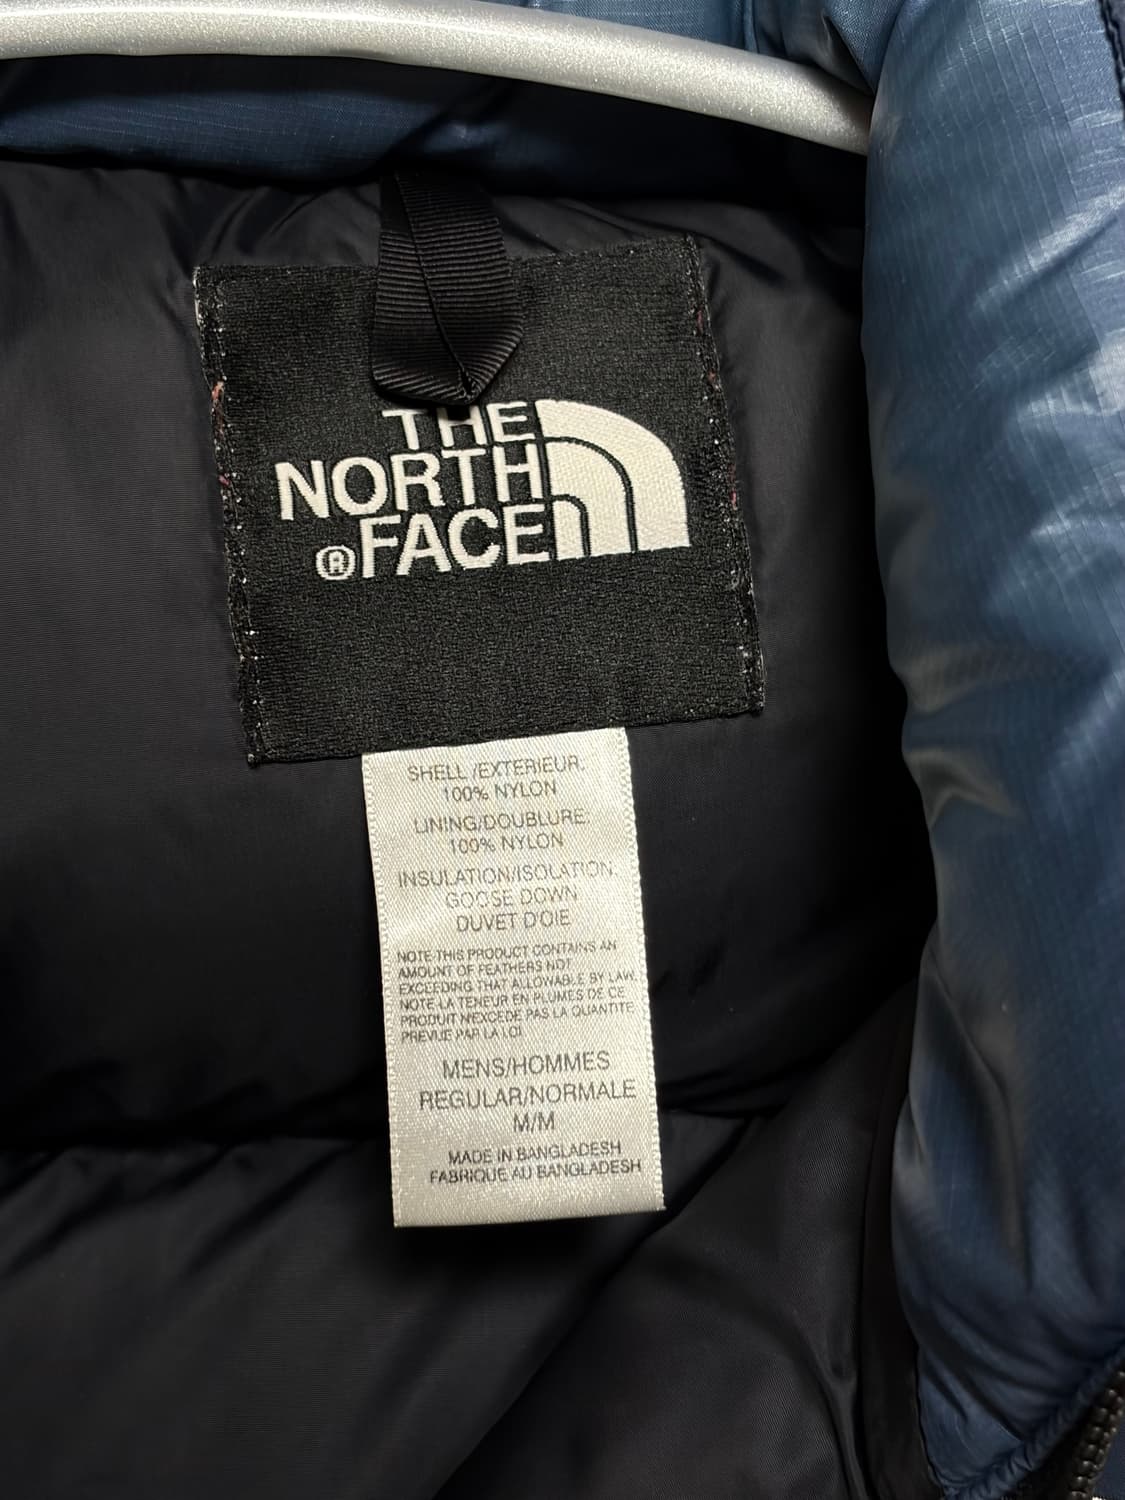 THE
NORTH
®FACE
SHELL/EXTERIEUR:
100% NYLON
LINING/DOUBLURE:
100% NYLON
INSULATION/ISOLATION:
GOOSE DOWN
DUVET D'OIE
NOTE:THIS PRODUCT CONTAINS AN
AMOUNT OF FEATHERS NOT
EXCEEDING THAT ALLOWABLE BY LAW.
NOTE LA TENEUR EN PLUMES DE CE
PRODUIT NEXCEDE PAS LA QUANTITE
PREVUE PAR LA LOI.
MENS/HOMMES
REGULAR/NORMALE
M/M
MADE IN BANGLADESH
FABRIQUE AU BANGLADESH